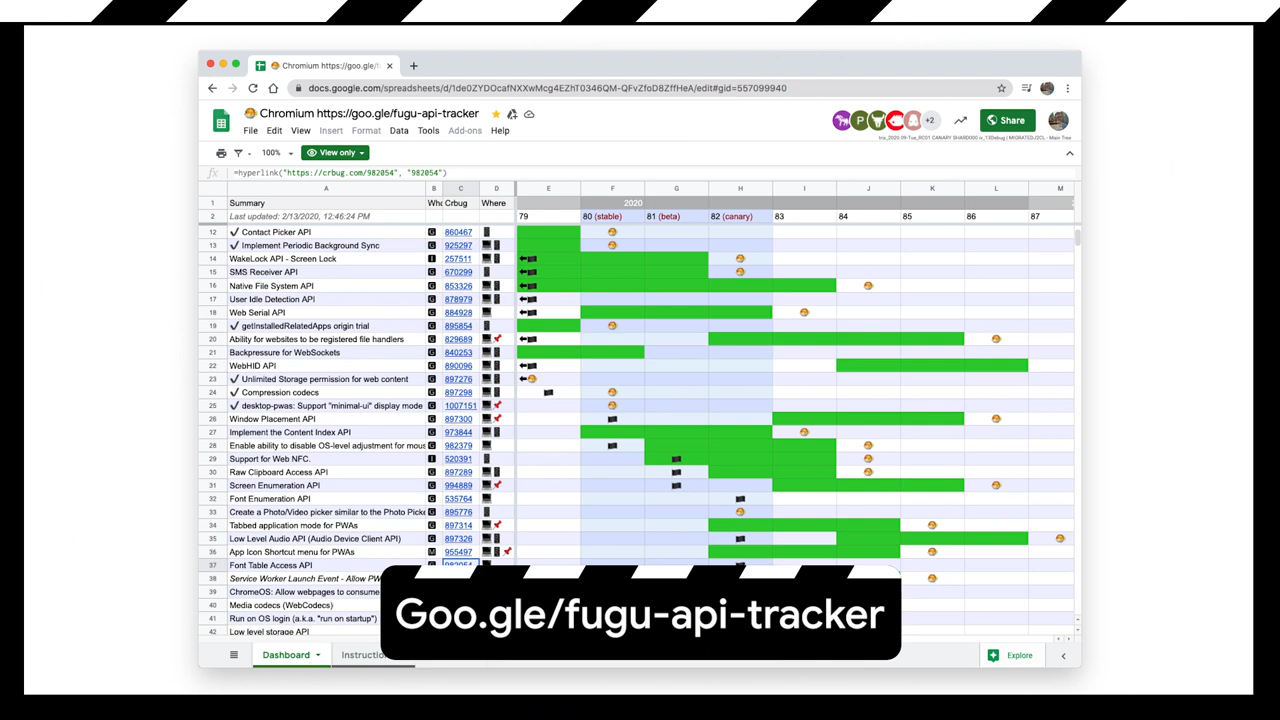 Chromium https://goo.gle/f
docs.google.com/spreadsheets/d/1de0ZYDOcafNXXwMcg4EZhT0346QM-QFvZfoD8ZffHeA/edit#gid=557099940
Chromium https://goo.gle/fugu-api-tracker
File Edit View Insert Format Data Tools Add-ons Help
P +2 Share
100% View only
fx =hyperlink("https://crbug.com/982054", "982054")
A B C D E F G H I J K L M
1 Summary Who Crbug Where 2020
2 Last updated: 2/13/2020, 12:46:24 PM 79 80 (stable) 81 (beta) 82 (canary) 83 84 85 86 87
12 ✓ Contact Picker API G 860467
13 ✓ Implement Periodic Background Sync G 925297
14 WakeLock API - Screen Lock I 257511
15 SMS Receiver API G 670299
16 Native File System API G 853326
17 User Idle Detection API G 878979
18 Web Serial API G 884928
19 ✓ getInstalledRelatedApps origin trial G 895854
20 Ability for websites to be registered file handlers G 829689
21 Backpressure for WebSockets G 840253
22 WebHID API G 890096
23 ✓ Unlimited Storage permission for web content G 897276
24 ✓ Compression codecs G 897298
25 ✓ desktop-pwas: Support "minimal-ui" display mode G 1007151
26 Window Placement API G 897300
27 Implement the Content Index API G 973844
28 Enable ability to disable OS-level adjustment for mous G 982379
29 Support for Web NFC. I 520391
30 Raw Clipboard Access API G 897289
31 Screen Enumeration API G 994889
32 Font Enumeration API G 535764
33 Create a Photo/Video picker similar to the Photo Picke G 895776
34 Tabbed application mode for PWAs G 897314
35 Low Level Audio API (Audio Device Client API) G 897326
36 App Icon Shortcut menu for PWAs M 955497
37 Font Table Access API
38 Service Worker Launch Event - Allow PW
39 ChromeOS: Allow webpages to consume
40 Media codecs (WebCodecs)
41 Run on OS login (a.k.a. "run on startup")
42 Low level storage API
Goo.gle/fugu-api-tracker
Dashboard Instructio Explore